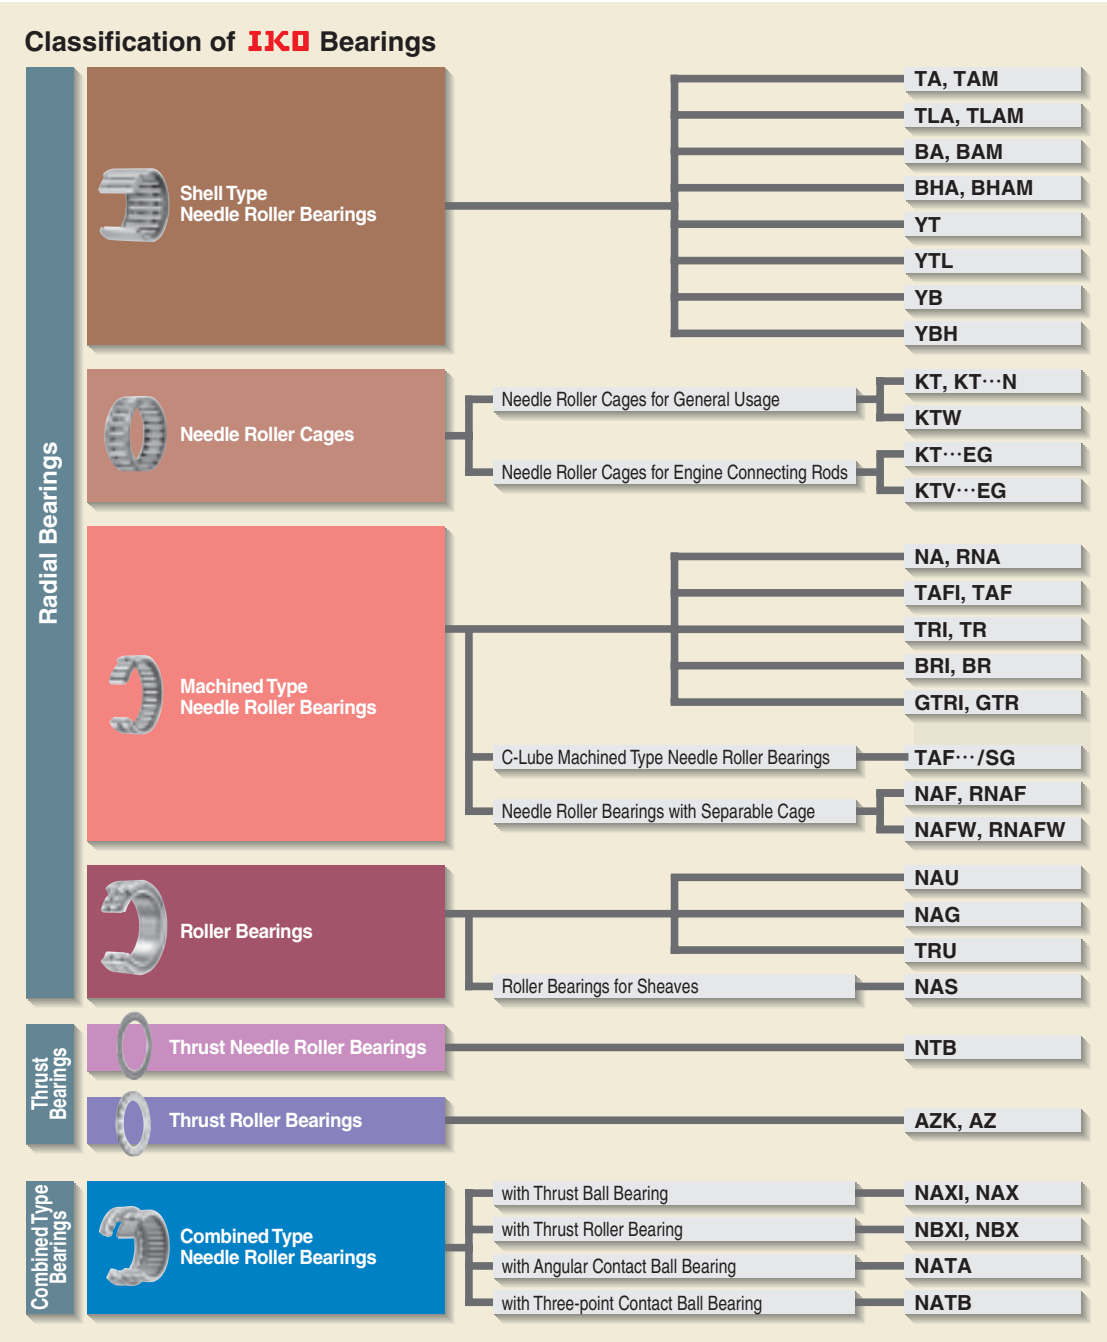 Classification of IKO Bearings
Radial Bearings
Shell Type
Needle Roller Bearings
TA, TAM
TLA, TLAM
BA, BAM
BHA, BHAM
YT
YTL
YB
YBH
Needle Roller Cages
Needle Roller Cages for General Usage
KT, KT···N
KTW
Needle Roller Cages for Engine Connecting Rods
KT···EG
KTV···EG
Machined Type
Needle Roller Bearings
NA, RNA
TAFI, TAF
TRI, TR
BRI, BR
GTRI, GTR
C-Lube Machined Type Needle Roller Bearings
TAF···/SG
Needle Roller Bearings with Separable Cage
NAF, RNAF
NAFW, RNAFW
Roller Bearings
NAU
NAG
TRU
Roller Bearings for Sheaves
NAS
Thrust
Bearings
Thrust Needle Roller Bearings
NTB
Thrust Roller Bearings
AZK, AZ
Combined Type
Bearings
Combined Type
Needle Roller Bearings
with Thrust Ball Bearing
NAXI, NAX
with Thrust Roller Bearing
NBXI, NBX
with Angular Contact Ball Bearing
NATA
with Three-point Contact Ball Bearing
NATB